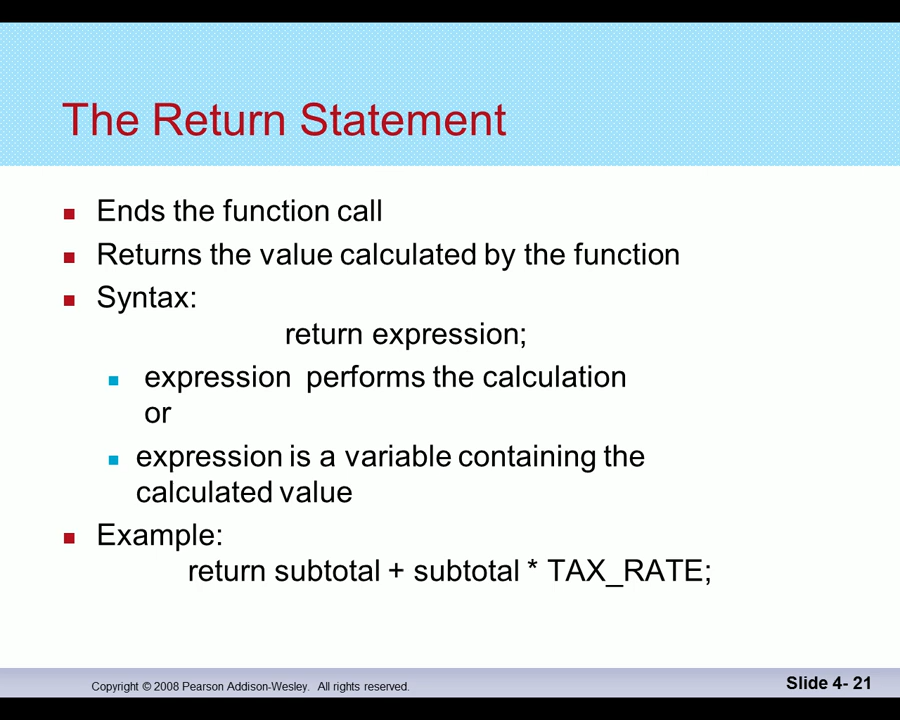 The Return Statement
Ends the function call
Returns the value calculated by the function
Syntax:
return expression;
expression performs the calculation
or
expression is a variable containing the
calculated value
Example:
return subtotal + subtotal * TAX_RATE;
Copyright © 2008 Pearson Addison-Wesley. All rights reserved.
Slide 4- 21